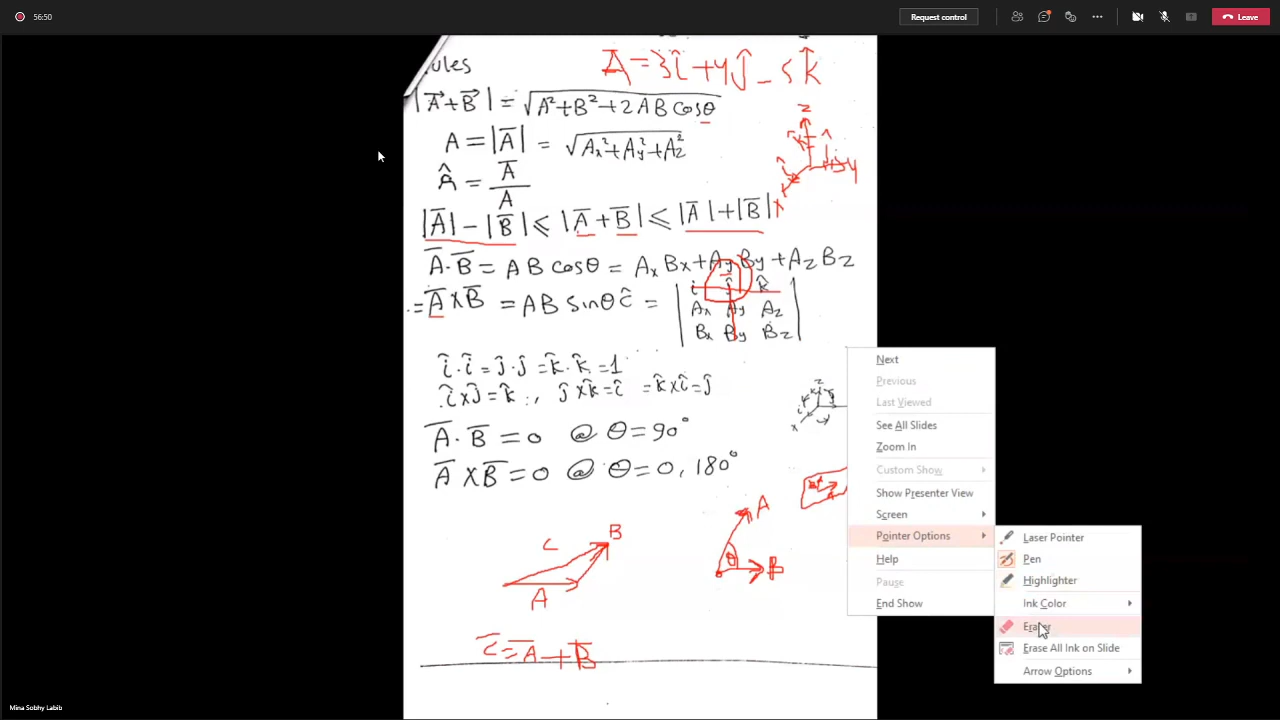 56:50
Request control
Leave
ules
A̅ = 3î + 4ĵ - 5k̂
|A⃗+B⃗| = √A²+B²+2AB Cosθ
A = |A̅| = √Ax²+Ay²+Az²
Â = A̅/A
z
k̂
ĵ
y
î
x
|A̅| - |B̅| ≤ |A̅ + B̅| ≤ |A̅| + |B̅|
A̅·B̅ = AB cosθ = AxBx + AyBy + AzBz
= A̅ X B̅ = AB Sinθ ĉ =
i ĵ k̂
Ax Ay Az
Bx By Bz
î·î = ĵ·ĵ = k̂·k̂ = 1
î x ĵ = k̂ , ĵ x k̂ = î = k̂ x î = ĵ
z
k
j
i
x
A̅·B̅ = 0 @ θ = 90°
A̅ X B̅ = 0 @ θ = 0, 180°
C
B
A
A
θ
B
C̅ = A̅ + B̅
Next
Previous
Last Viewed
See All Slides
Zoom In
Custom Show
Show Presenter View
Screen
Pointer Options
Help
Pause
End Show
Laser Pointer
Pen
Highlighter
Ink Color
Eraser
Erase All Ink on Slide
Arrow Options
Mina Sobhy Labib